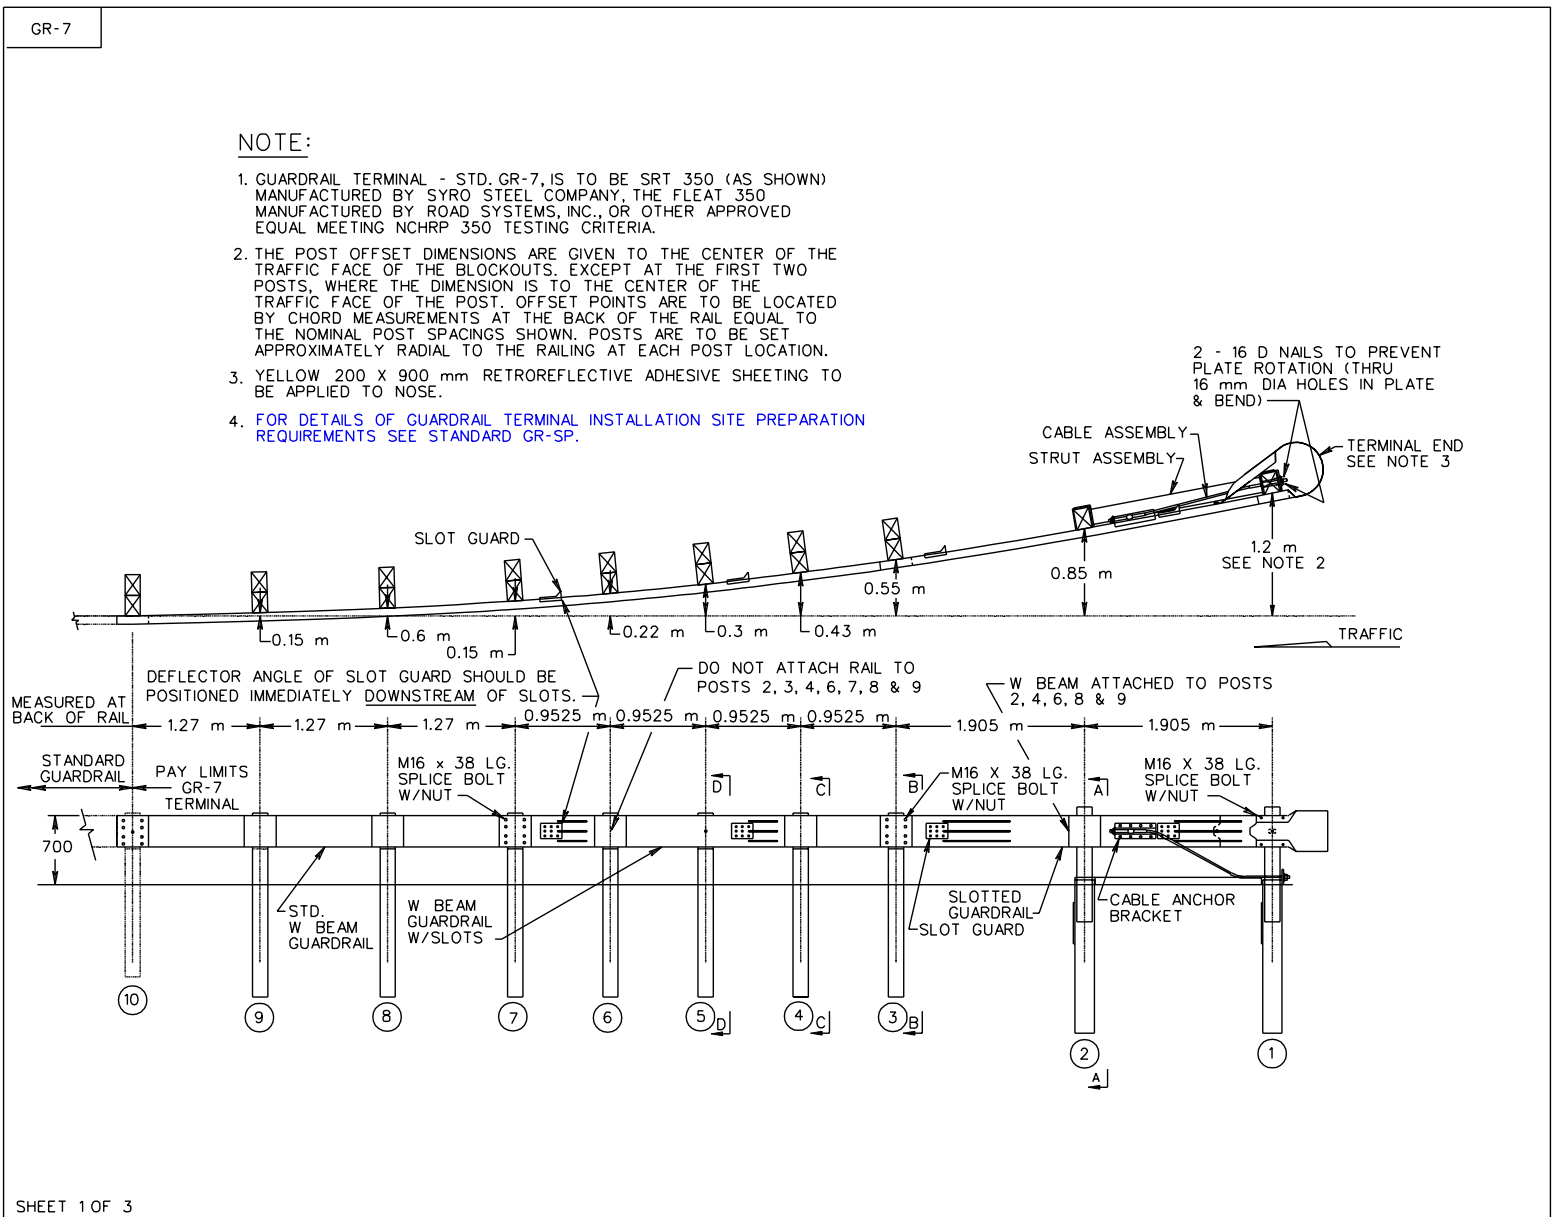 GR-7
NOTE:
1. GUARDRAIL TERMINAL - STD. GR-7, IS TO BE SRT 350 (AS SHOWN)
MANUFACTURED BY SYRO STEEL COMPANY, THE FLEAT 350
MANUFACTURED BY ROAD SYSTEMS, INC., OR OTHER APPROVED
EQUAL MEETING NCHRP 350 TESTING CRITERIA.
2. THE POST OFFSET DIMENSIONS ARE GIVEN TO THE CENTER OF THE
TRAFFIC FACE OF THE BLOCKOUTS. EXCEPT AT THE FIRST TWO
POSTS, WHERE THE DIMENSION IS TO THE CENTER OF THE
TRAFFIC FACE OF THE POST. OFFSET POINTS ARE TO BE LOCATED
BY CHORD MEASUREMENTS AT THE BACK OF THE RAIL EQUAL TO
THE NOMINAL POST SPACINGS SHOWN. POSTS ARE TO BE SET
APPROXIMATELY RADIAL TO THE RAILING AT EACH POST LOCATION.
3. YELLOW 200 X 900 mm RETROREFLECTIVE ADHESIVE SHEETING TO
BE APPLIED TO NOSE.
4. FOR DETAILS OF GUARDRAIL TERMINAL INSTALLATION SITE PREPARATION
REQUIREMENTS SEE STANDARD GR-SP.
2 - 16 D NAILS TO PREVENT
PLATE ROTATION (THRU
16 mm DIA HOLES IN PLATE
& BEND)
CABLE ASSEMBLY
STRUT ASSEMBLY
TERMINAL END
SEE NOTE 3
SLOT GUARD
1.2 m
SEE NOTE 2
0.85 m
0.55 m
0.15 m
0.6 m
0.15 m
0.22 m
0.3 m
0.43 m
TRAFFIC
DEFLECTOR ANGLE OF SLOT GUARD SHOULD BE
POSITIONED IMMEDIATELY DOWNSTREAM OF SLOTS.
DO NOT ATTACH RAIL TO
POSTS 2, 3, 4, 6, 7, 8 & 9
W BEAM ATTACHED TO POSTS
2, 4, 6, 8 & 9
MEASURED AT
BACK OF RAIL
1.27 m
1.27 m
1.27 m
0.9525 m
0.9525 m
0.9525 m
0.9525 m
1.905 m
1.905 m
STANDARD
GUARDRAIL
PAY LIMITS
GR-7
TERMINAL
M16 x 38 LG.
SPLICE BOLT
W/NUT
D
C
B
M16 X 38 LG.
SPLICE BOLT
W/NUT
A
M16 X 38 LG.
SPLICE BOLT
W/NUT
700
STD.
W BEAM
GUARDRAIL
W BEAM
GUARDRAIL
W/SLOTS
SLOTTED
GUARDRAIL
SLOT GUARD
CABLE ANCHOR
BRACKET
10
9
8
7
6
5
D
4
C
3
B
2
A
1
SHEET 1 OF 3